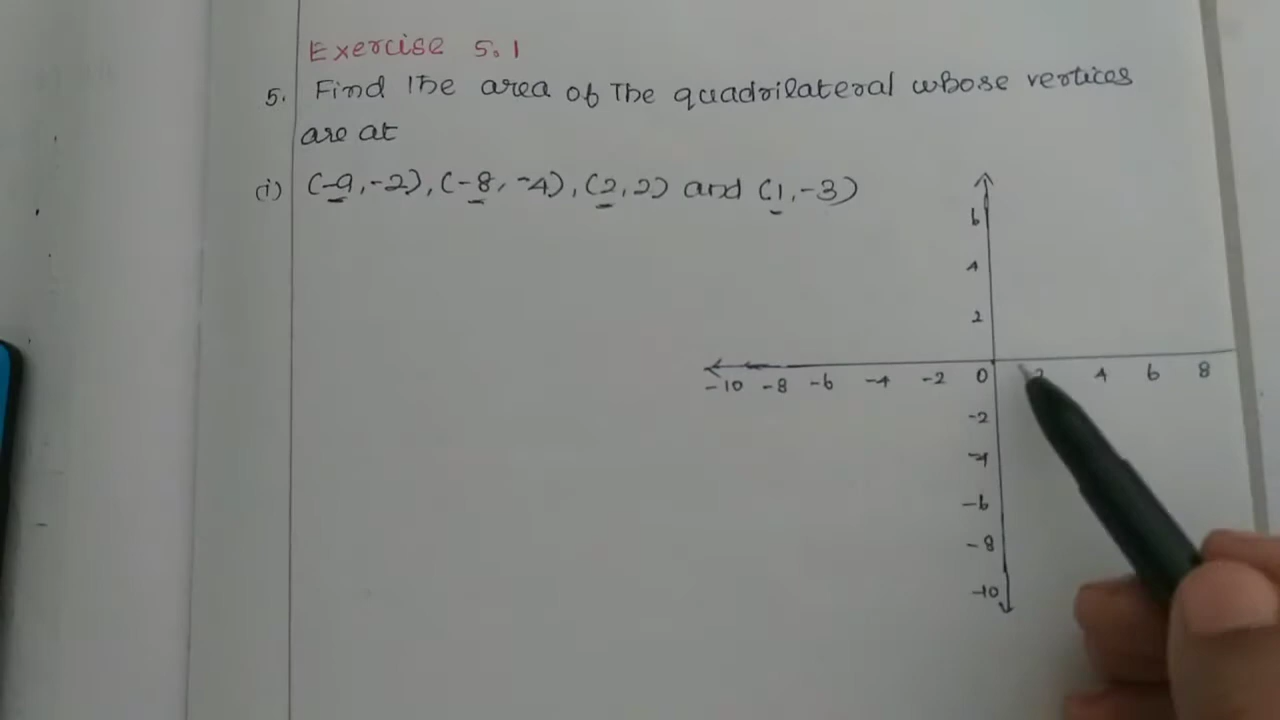 Exercise 5.1
5. Find the area of the quadrilateral whose vertices
are at
(i) (-9,-2), (-8,-4), (2,2) and (1,-3)
6
4
2
-10 -8 -6 -4 -2 0 2 4 6 8
-2
-4
-6
-8
-10